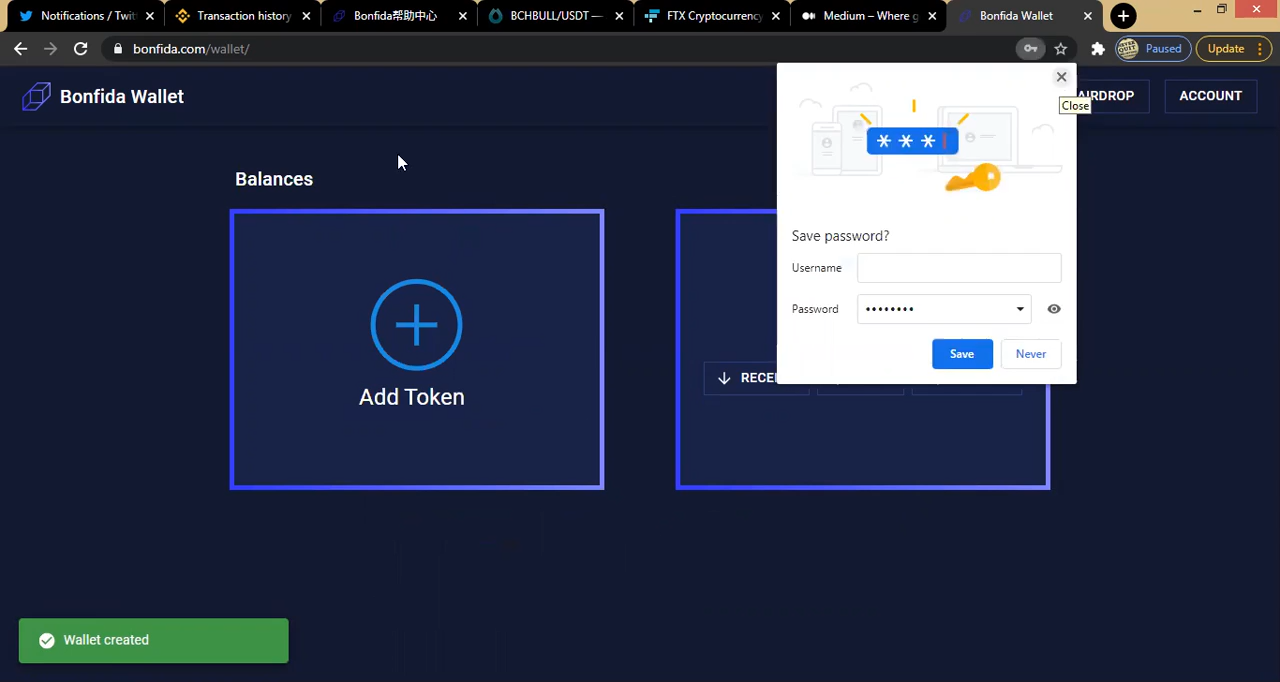 Notifications / Twit
Transaction history
Bonfida帮助中心
BCHBULL/USDT —
FTX Cryptocurrency
Medium – Where g
Bonfida Wallet
bonfida.com/wallet/
Paused
Update
Bonfida Wallet
AIRDROP
ACCOUNT
Close
***
Balances
Save password?
Username
Password ••••••••
Save
Never
RECEI
Add Token
Wallet created